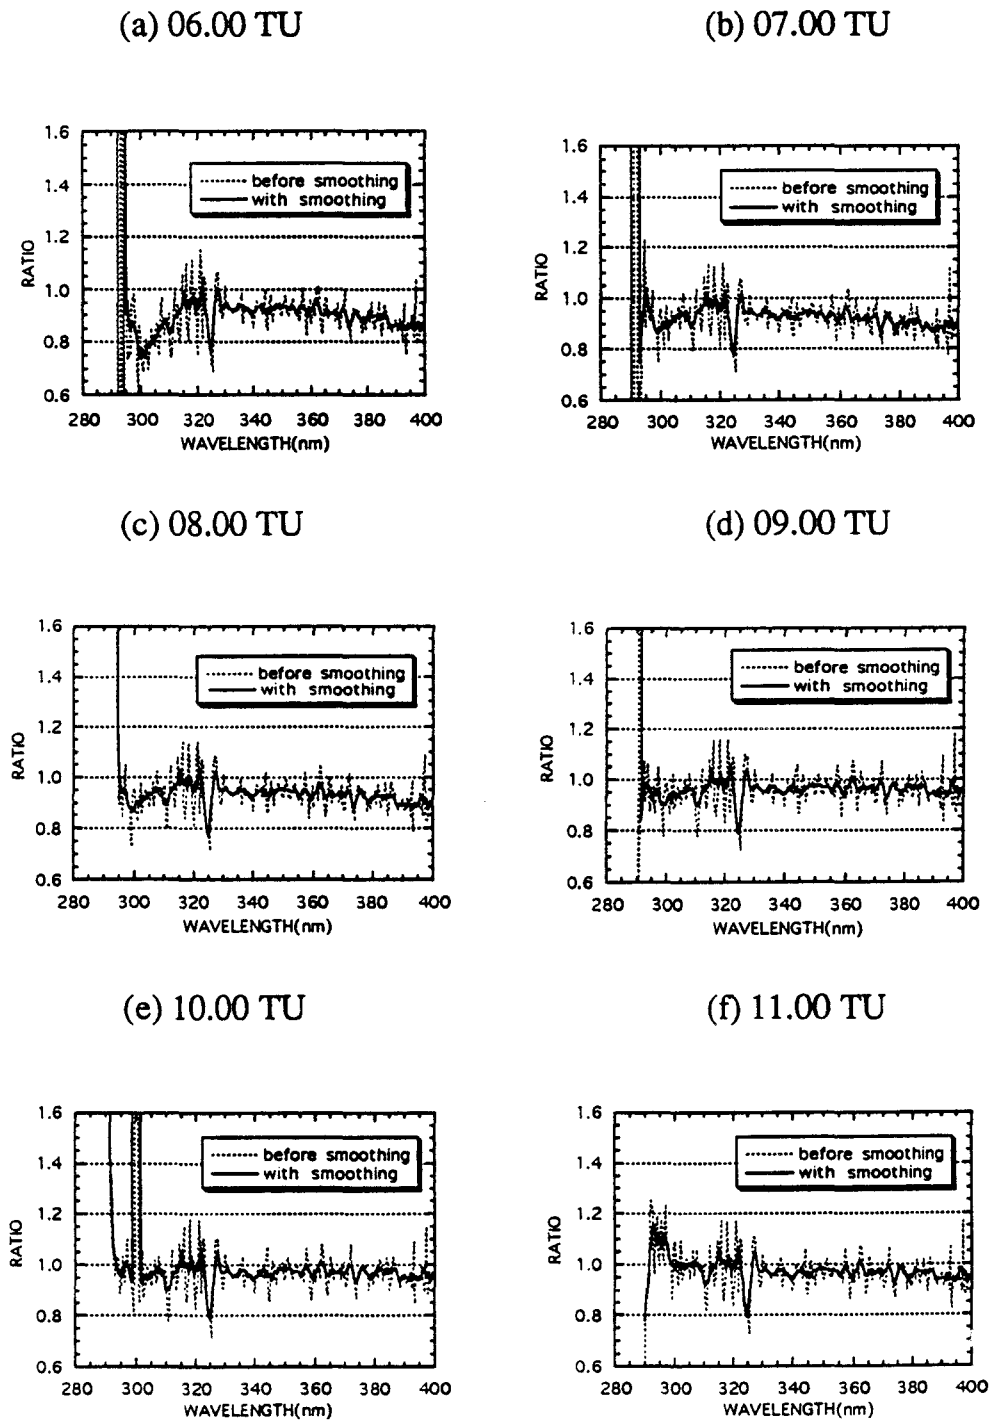 (a) 06.00 TU
(b) 07.00 TU
1.6
1.4
1.2
1.0
0.8
0.6
RATIO
before smoothing
with smoothing
280 300 320 340 360 380 400
WAVELENGTH(nm)
1.6
1.4
1.2
1.0
0.8
0.6
RATIO
before smoothing
with smoothing
280 300 320 340 360 380 400
WAVELENGTH(nm)
(c) 08.00 TU
(d) 09.00 TU
1.6
1.4
1.2
1.0
0.8
0.6
RATIO
before smoothing
with smoothing
280 300 320 340 360 380 400
WAVELENGTH(nm)
1.6
1.4
1.2
1.0
0.8
0.6
RATIO
before smoothing
with smoothing
280 300 320 340 360 380 400
WAVELENGTH(nm)
(e) 10.00 TU
(f) 11.00 TU
1.6
1.4
1.2
1.0
0.8
0.6
RATIO
before smoothing
with smoothing
280 300 320 340 360 380 400
WAVELENGTH(nm)
1.6
1.4
1.2
1.0
0.8
0.6
RATIO
before smoothing
with smoothing
280 300 320 340 360 380 400
WAVELENGTH(nm)